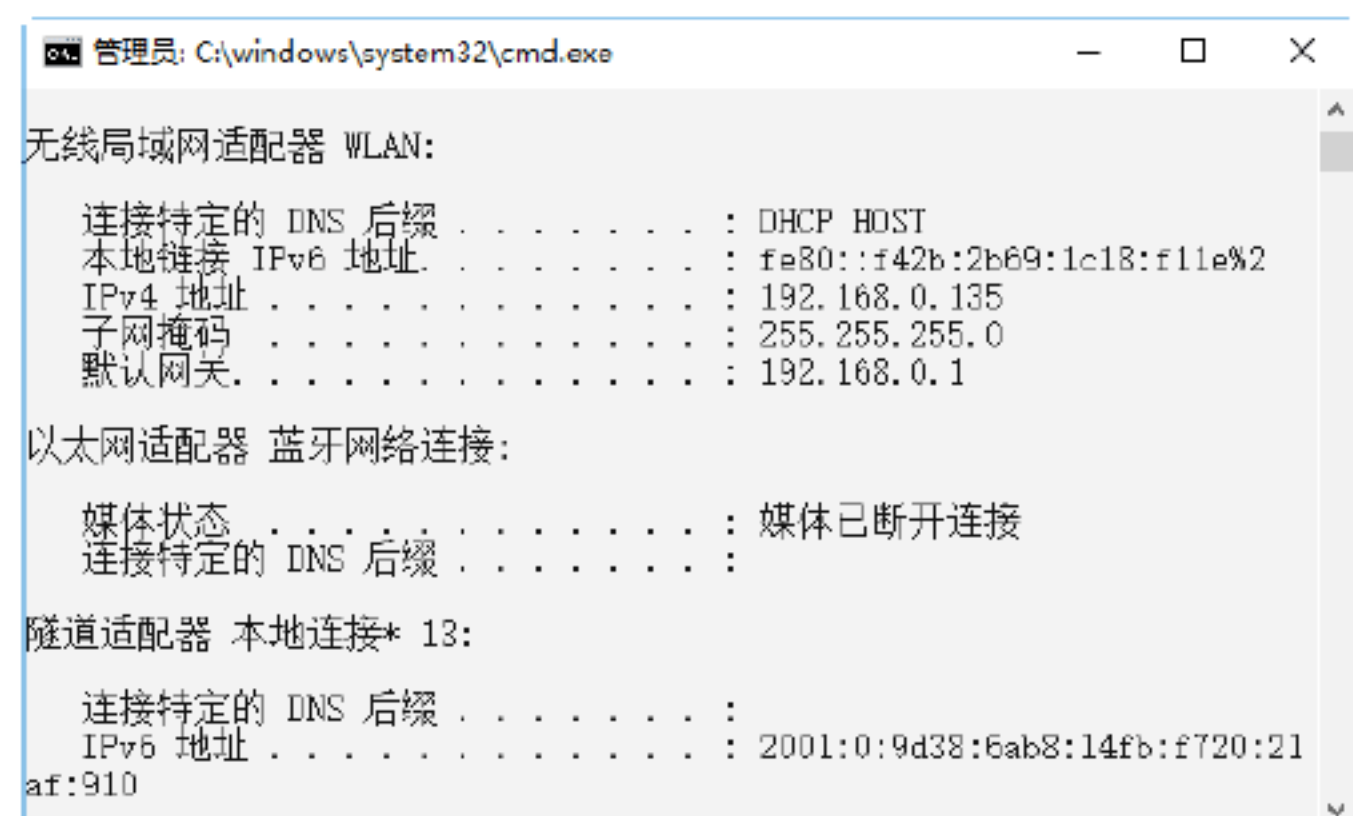 管理员: C:\windows\system32\cmd.exe
无线局域网适配器 WLAN:
连接特定的 DNS 后缀 . . . . . . . : DHCP HOST
本地链接 IPv6 地址. . . . . . . . : fe80::f42b:2b69:1c18:f11e%2
IPv4 地址 . . . . . . . . . . . . : 192.168.0.135
子网掩码 . . . . . . . . . . . . : 255.255.255.0
默认网关. . . . . . . . . . . . . : 192.168.0.1
以太网适配器 蓝牙网络连接:
媒体状态 . . . . . . . . . . . . : 媒体已断开连接
连接特定的 DNS 后缀 . . . . . . . :
隧道适配器 本地连接* 13:
连接特定的 DNS 后缀 . . . . . . . :
IPv6 地址 . . . . . . . . . . . . : 2001:0:9d38:6ab8:14fb:f720:21
af:910